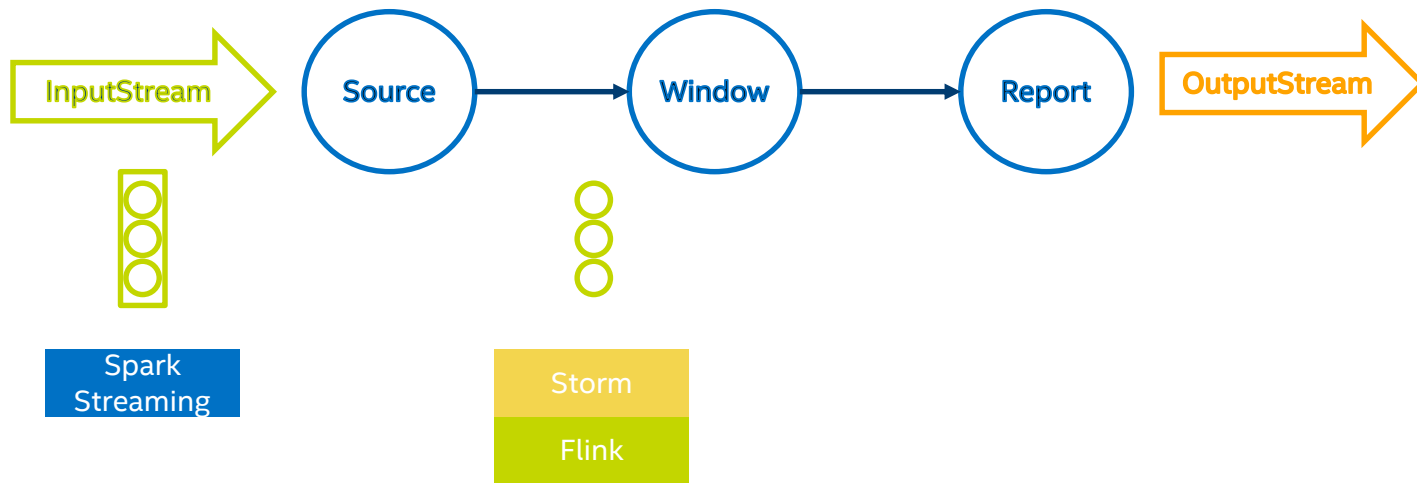 InputStream
Source
Window
Report
OutputStream
Spark
Streaming
Storm
Flink